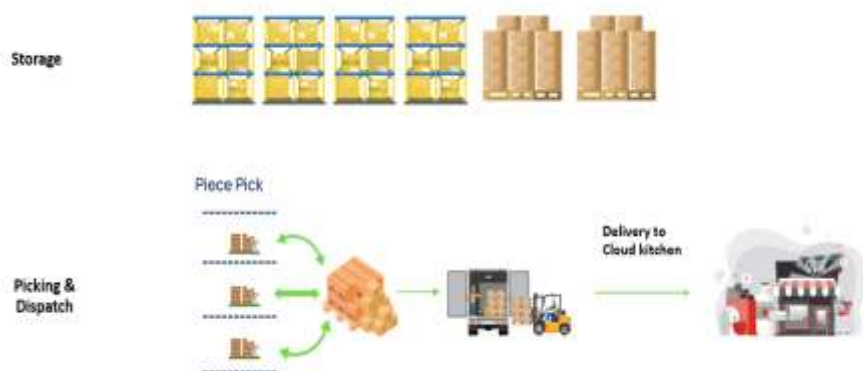 Storage
Piece Pick
Delivery to
Cloud kitchen
Picking &
Dispatch